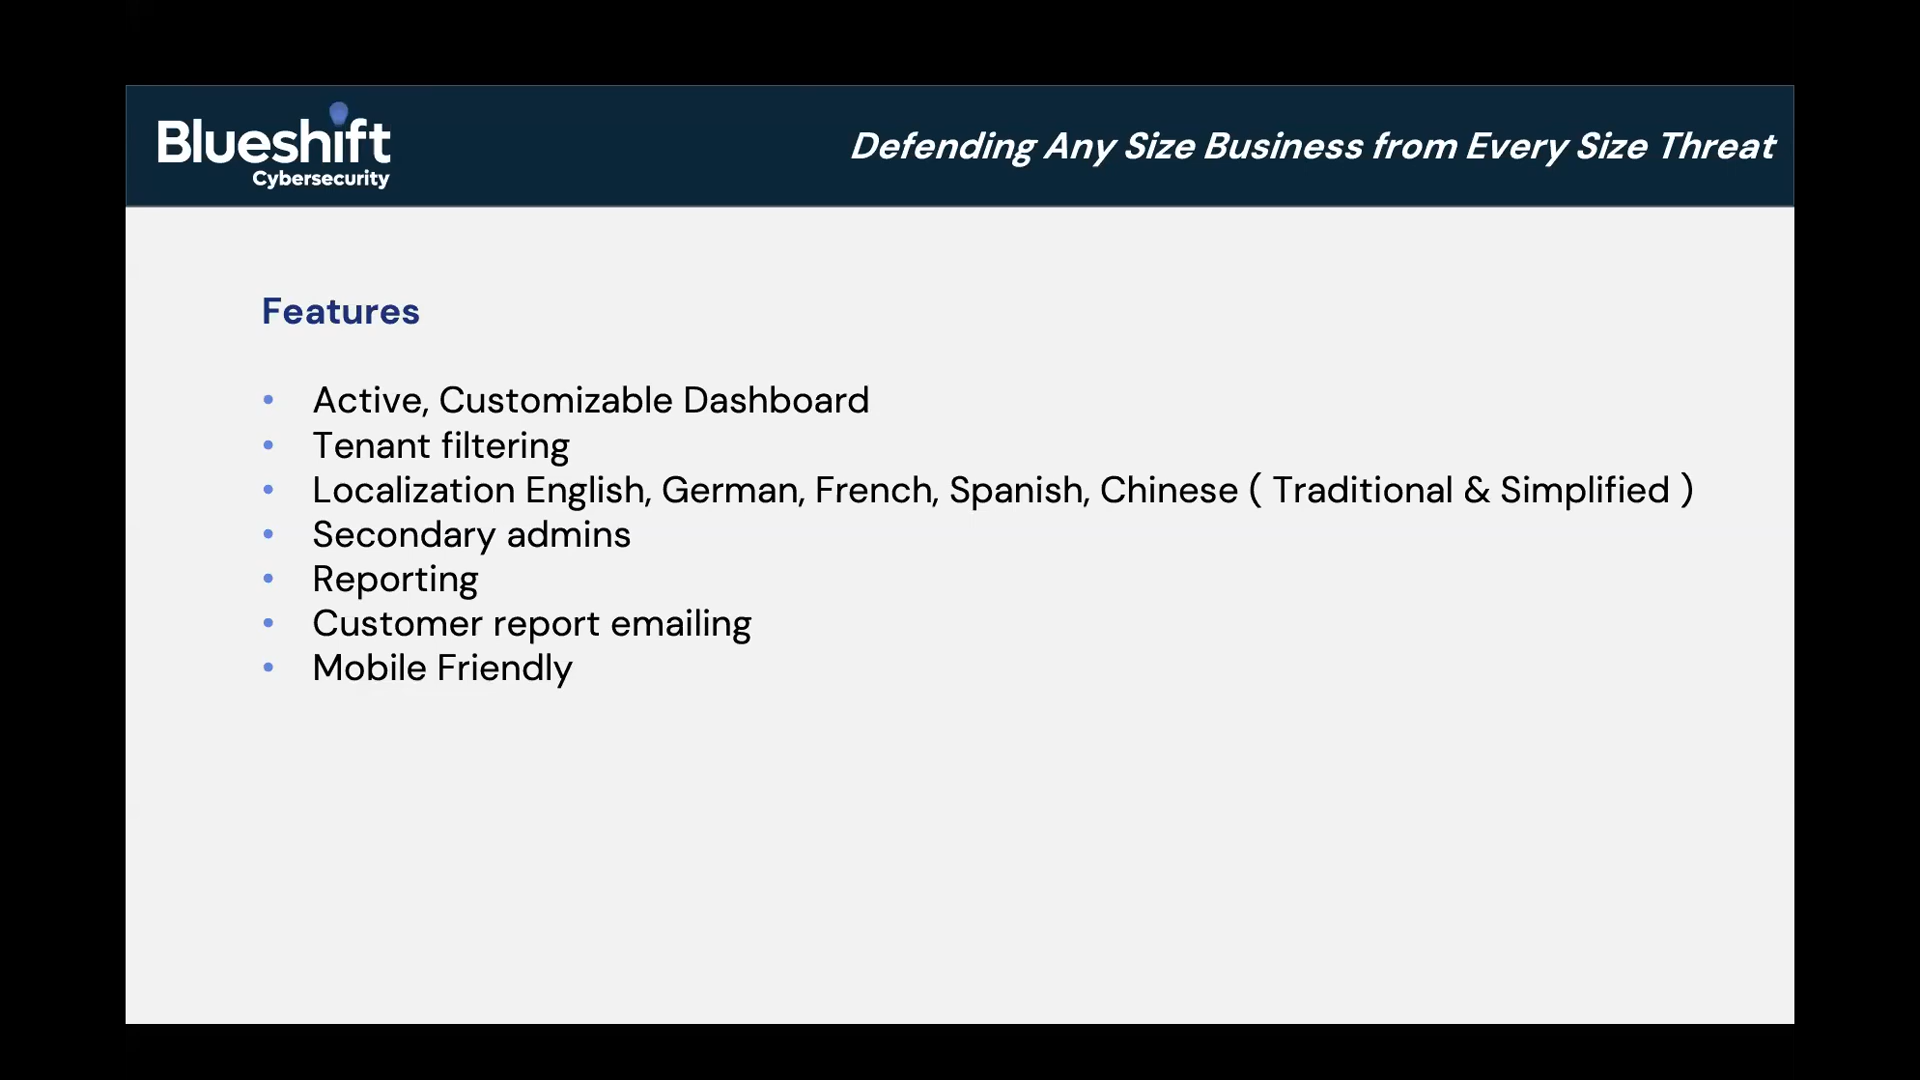 Blueshift
Cybersecurity
Defending Any Size Business from Every Size Threat
Features
• Active, Customizable Dashboard
• Tenant filtering
• Localization English, German, French, Spanish, Chinese ( Traditional & Simplified )
• Secondary admins
• Reporting
• Customer report emailing
• Mobile Friendly